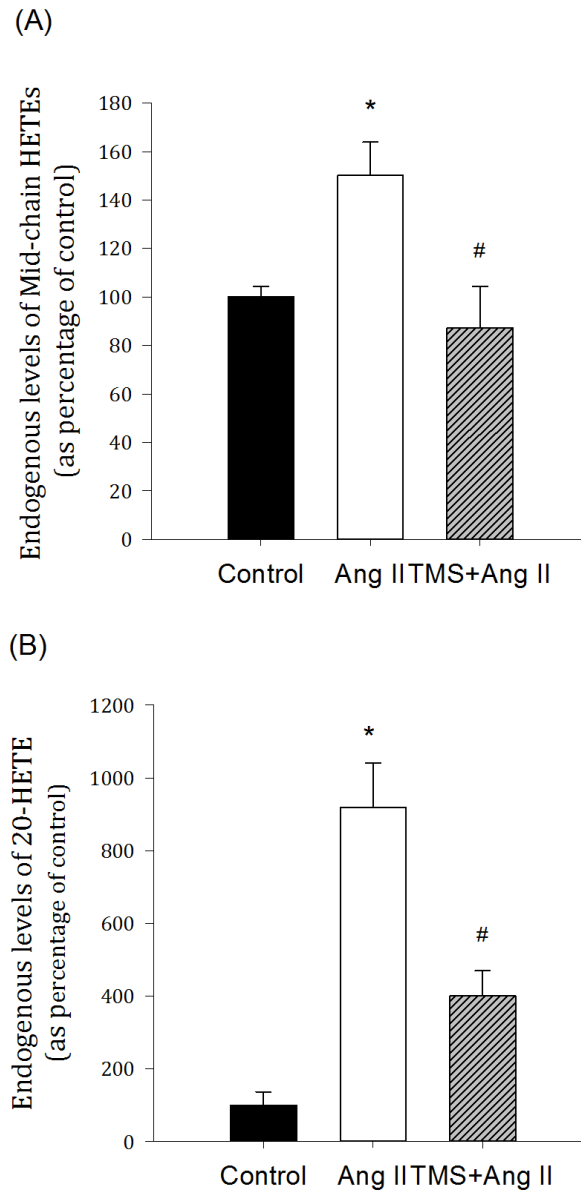 (A)
Endogenous levels of Mid-chain HETEs
(as percentage of control)
180
160
140
120
100
80
60
40
20
0
*
#
Control Ang II TMS+Ang II
(B)
Endogenous levels of 20-HETE
(as percentage of control)
1200
1000
800
600
400
200
0
*
#
Control Ang II TMS+Ang II